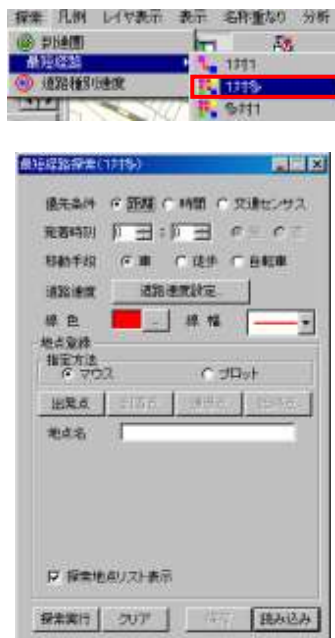 探索 凡例 レイヤ表示 表示 名称重なり 分析
到達圏
最短経路
1対1
道路種別速度
1対多
多対1
最短経路探索(1対多)
優先条件 距離 時間 交通センサス
発着時刻 0 : 0
移動手段 車 徒歩 自転車
道路速度 道路速度設定
線 色 ... 線 幅
地点登録
指定方法
マウス プロット
出発点
地点名
探索地点リスト表示
探索実行 クリア 保存 読み込み